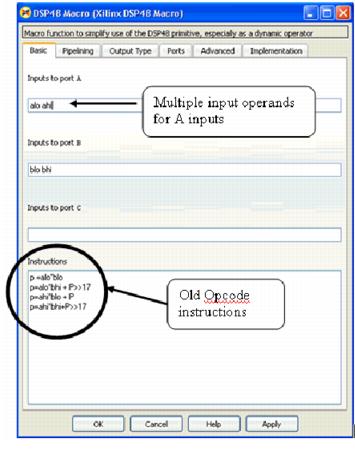 DSP48 Macro (Xilinx DSP48 Macro)
Macro function to simplify use of the DSP48 primitive, especially as a dynamic operator
Basic Pipelining Output Type Ports Advanced Implementation
Inputs to port A
alo ahi
Multiple input operands
for A inputs
Inputs to port B
blo bhi
Inputs to port C
Instructions
p =alo*blo
p=alo*bhi + P>>17
p=ahi*blo + P
p=ahi*bhi+P>>17
Old Opcode
instructions
OK Cancel Help Apply